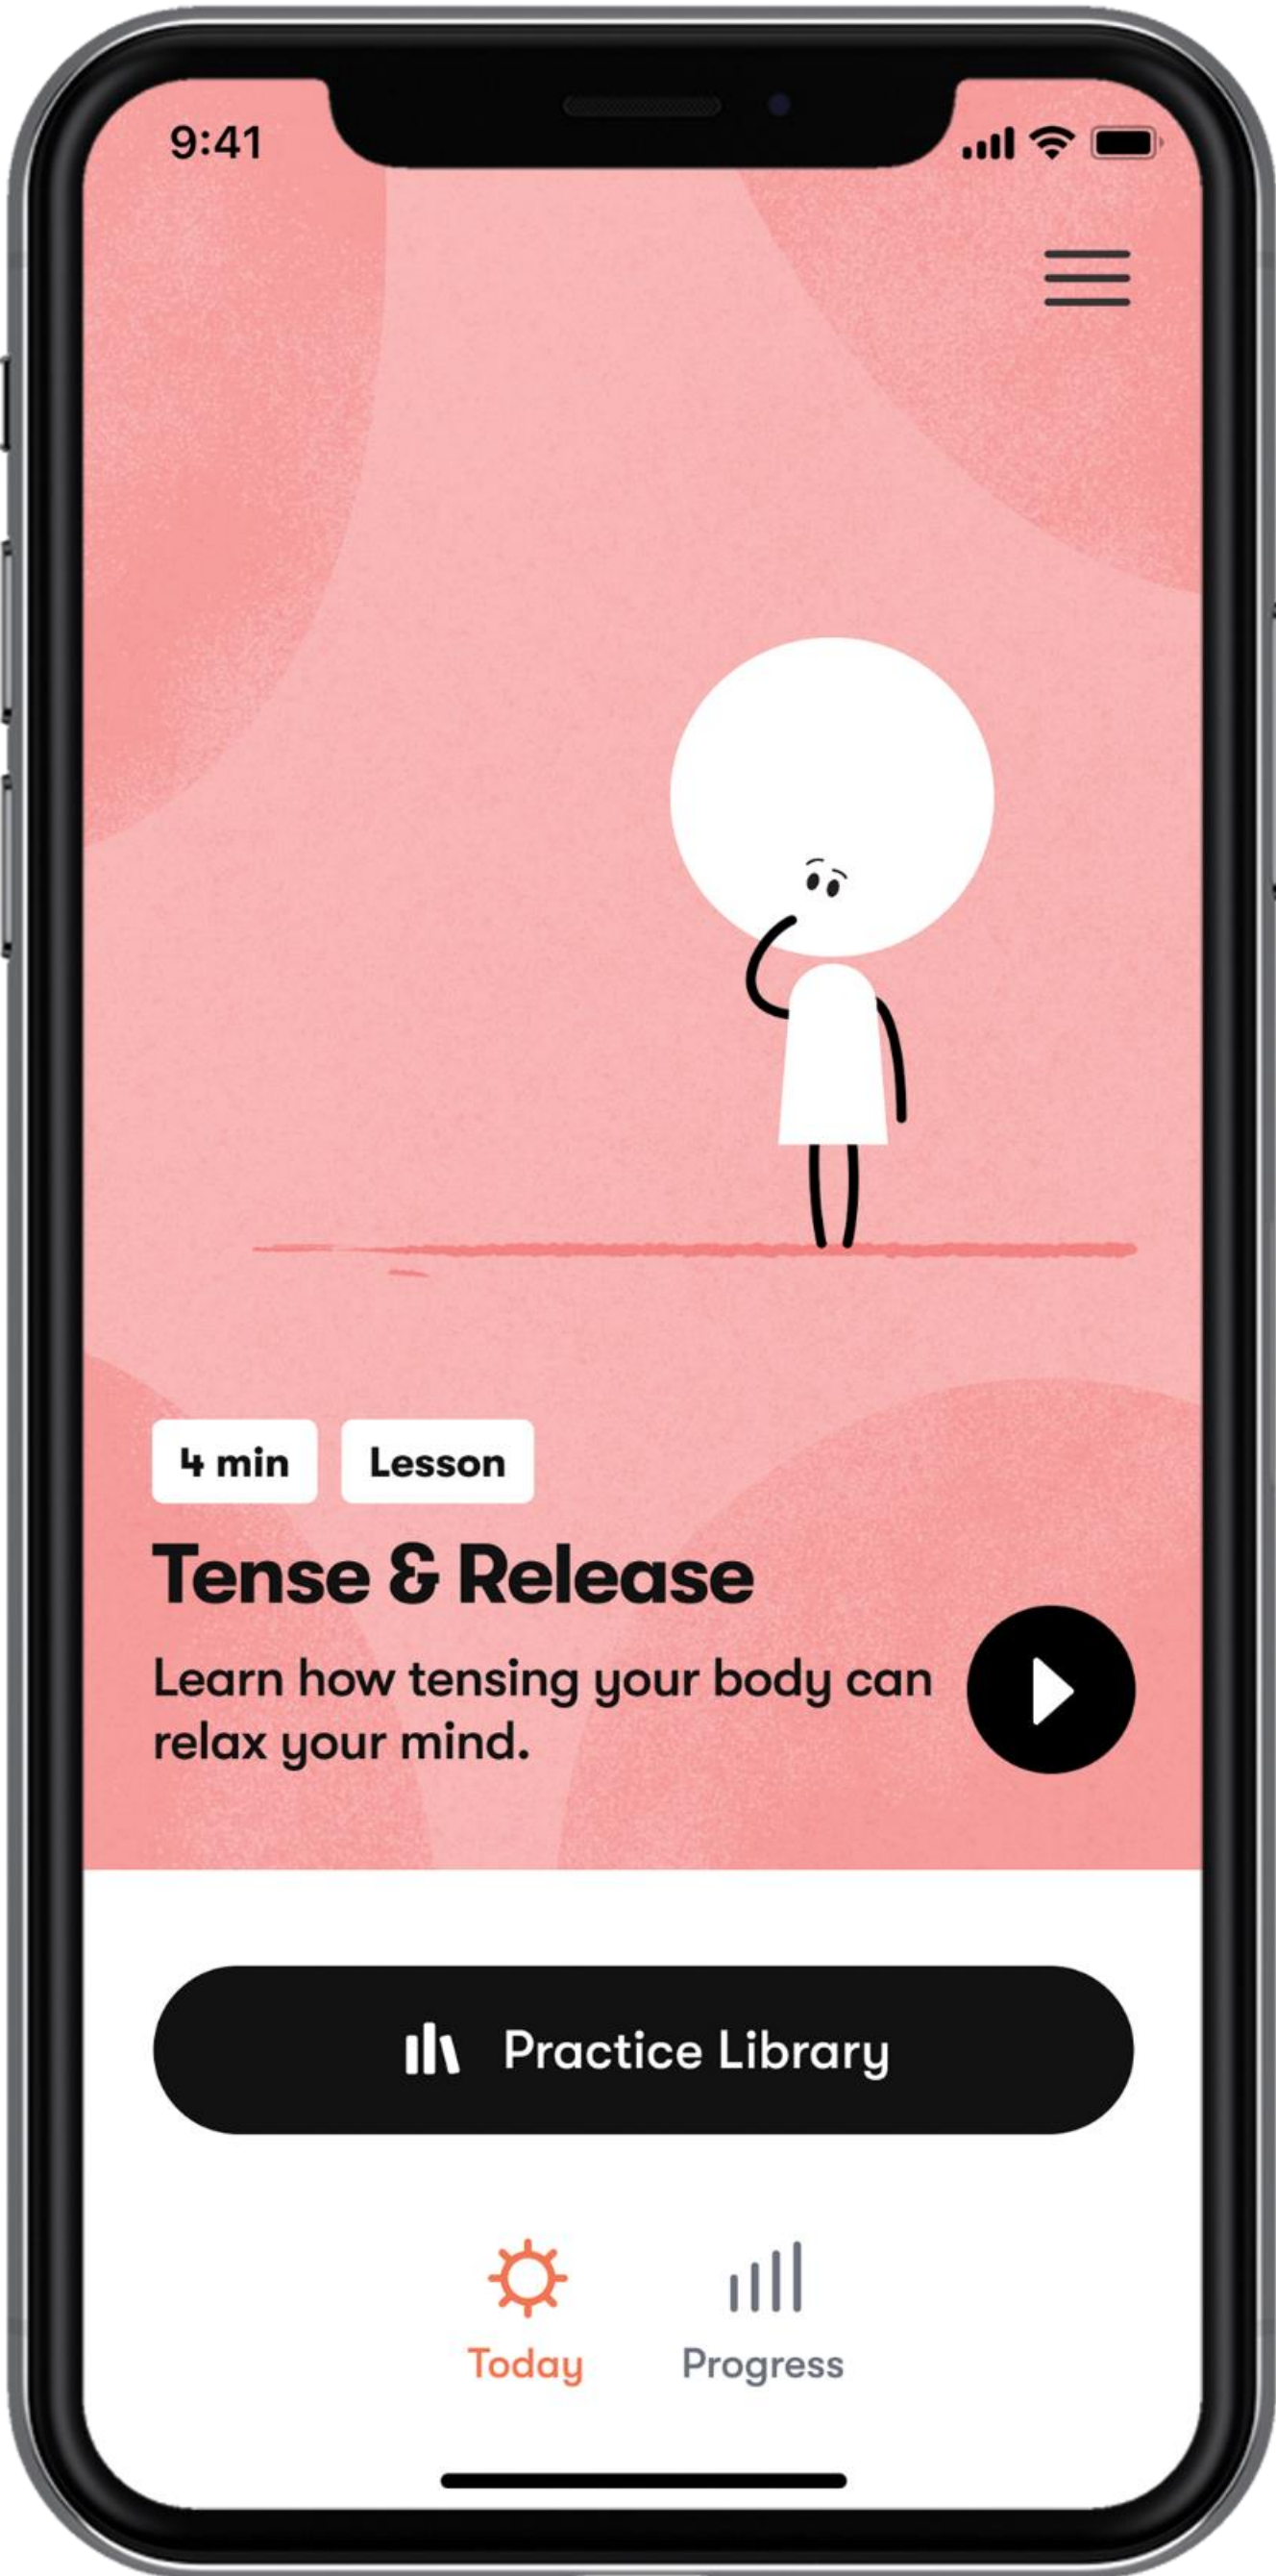 9:41
4 min
Lesson
Tense & Release
Learn how tensing your body can
relax your mind.
Practice Library
Today
Progress